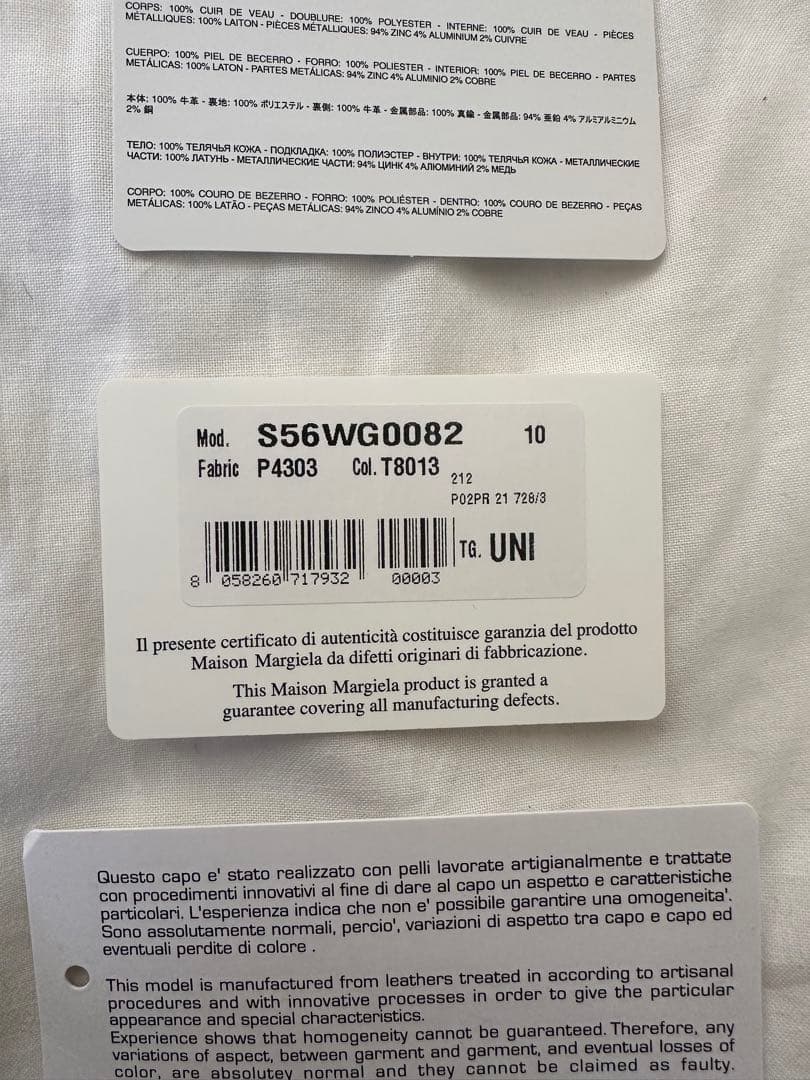 CORPS: 100% CUIR DE VEAU - DOUBLURE: 100% POLYESTER - INTERNE: 100% CUIR DE VEAU - PIÈCES
MÉTALLIQUES: 100% LAITON - PIÈCES MÉTALLIQUES: 94% ZINC 4% ALUMINIUM 2% CUIVRE
CUERPO: 100% PIEL DE BECERRO - FORRO: 100% POLIESTER - INTERIOR: 100% PIEL DE BECERRO - PARTES
METÁLICAS: 100% LATON - PARTES METÁLICAS: 94% ZINC 4% ALUMINIO 2% COBRE
本体: 100% 牛革 - 裏地: 100% ポリエステル - 裏側: 100% 牛革 - 金属部品: 100% 真鍮 - 金属部品: 94% 亜鉛 4% アルミアルミニウム
2% 銅
ТЕЛО: 100% ТЕЛЯЧЬЯ КОЖА - ПОДКЛАДКА: 100% ПОЛИЭСТЕР - ВНУТРИ: 100% ТЕЛЯЧЬЯ КОЖА - МЕТАЛЛИЧЕСКИЕ
ЧАСТИ: 100% ЛАТУНЬ - МЕТАЛЛИЧЕСКИЕ ЧАСТИ: 94% ЦИНК 4% АЛЮМИНИЙ 2% МЕДЬ
CORPO: 100% COURO DE BEZERRO - FORRO: 100% POLIÉSTER - DENTRO: 100% COURO DE BEZERRO - PEÇAS
METÁLICAS: 100% LATÃO - PEÇAS METÁLICAS: 94% ZINCO 4% ALUMÍNIO 2% COBRE
Mod. S56WG0082 10
Fabric P4303 Col. T8013
212
P02PR 21 728/3
TG. UNI
8 058260 717932 00003
Il presente certificato di autenticità costituisce garanzia del prodotto
Maison Margiela da difetti originari di fabbricazione.
This Maison Margiela product is granted a
guarantee covering all manufacturing defects.
Questo capo e' stato realizzato con pelli lavorate artigianalmente e trattate
con procedimenti innovativi al fine di dare al capo un aspetto e caratteristiche
particolari. L'esperienza indica che non e' possibile garantire una omogeneita'.
Sono assolutamente normali, percio', variazioni di aspetto tra capo e capo ed
eventuali perdite di colore .
This model is manufactured from leathers treated in according to artisanal
procedures and with innovative processes in order to give the particular
appearance and special characteristics.
Experience shows that homogeneity cannot be guaranteed. Therefore, any
variations of aspect, between garment and garment, and eventual losses of
color, are absolutey normal and they cannot be claimed as faulty.